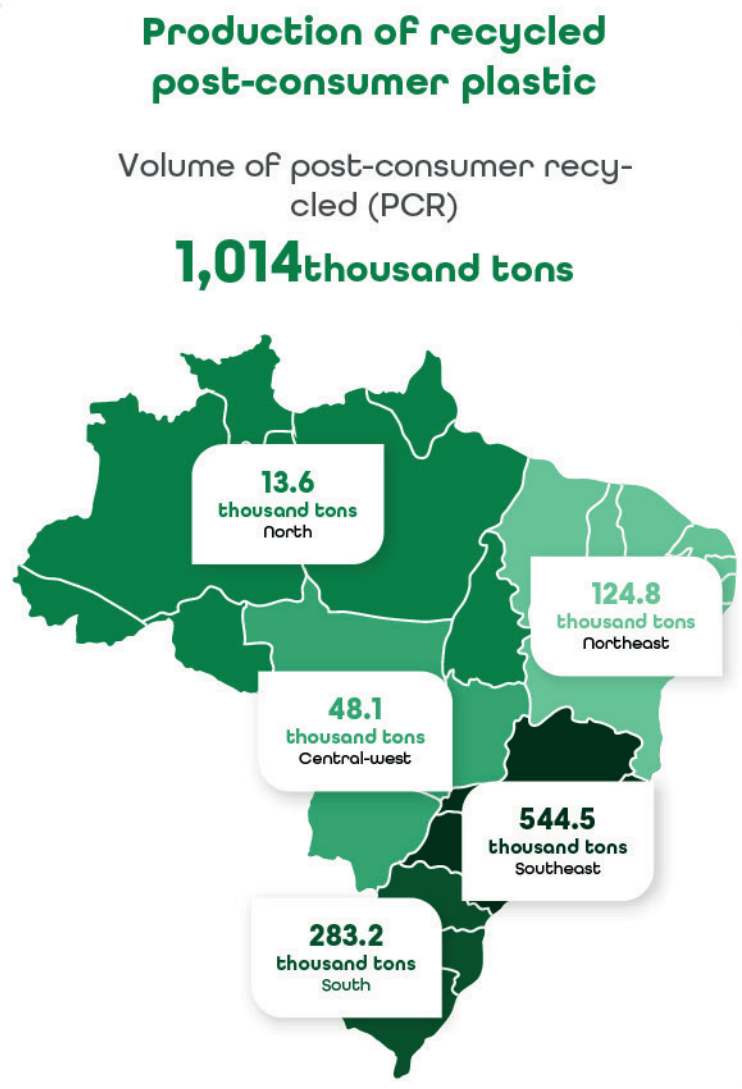 Production of recycled
post-consumer plastic
Volume of post-consumer recy-
cled (PCR)
1,014 thousand tons
13.6
thousand tons
North
124.8
thousand tons
Northeast
48.1
thousand tons
Central-west
544.5
thousand tons
Southeast
283.2
thousand tons
South